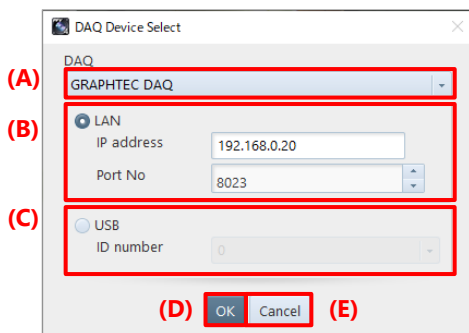 DAQ Device Select
DAQ
(A) GRAPHTEC DAQ
(B) LAN
IP address 192.168.0.20
Port No 8023
(C) USB
ID number 0
(D) OK Cancel (E)